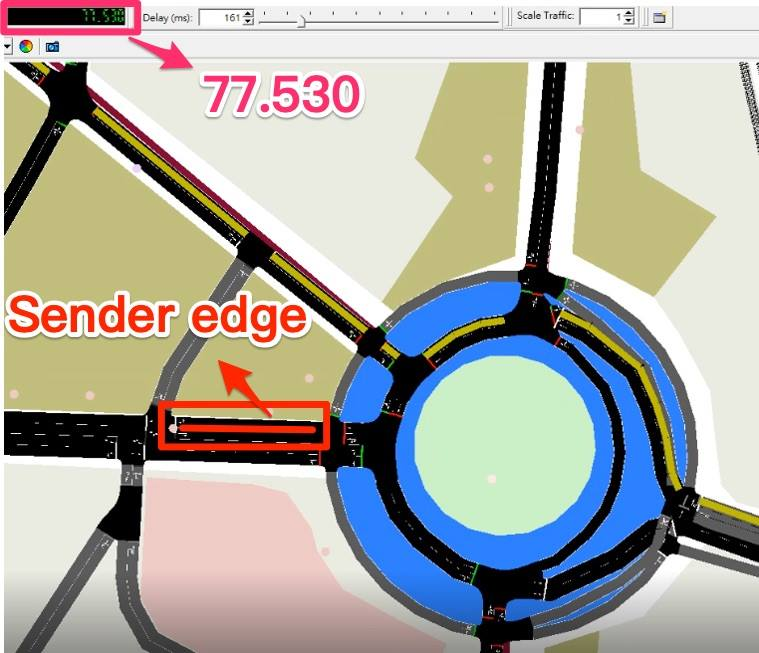 77.530
Delay (ms): 161
Scale Traffic: 1
77.530
Sender edge